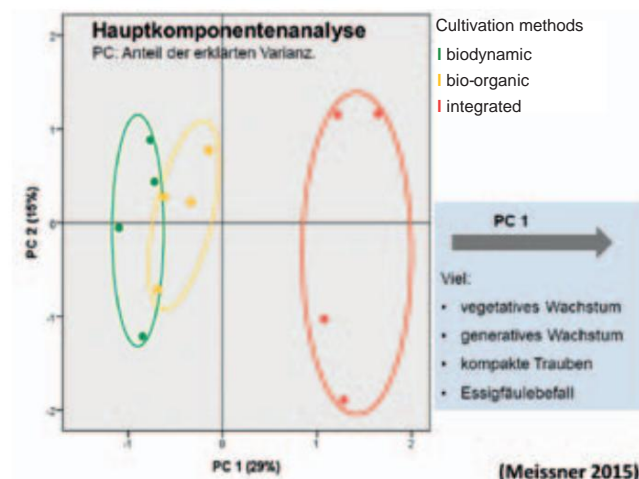 Hauptkomponentenanalyse
PC: Anteil der erklärten Varianz.
Cultivation methods
biodynamic
bio-organic
integrated
2
1
0
-1
-2
PC 2 (15%)
-1
0
1
2
PC 1 (29%)
PC 1
Viel:
• vegetatives Wachstum
• generatives Wachstum
• kompakte Trauben
• Essigfäulebefall
(Meissner 2015)